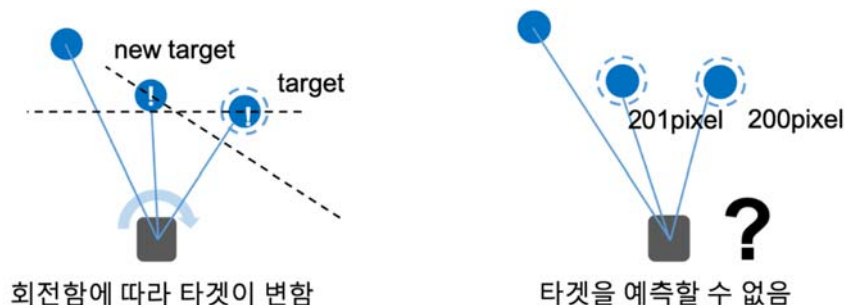 new target
target
!
!
회전함에 따라 타겟이 변함
201pixel
200pixel
?
타겟을 예측할 수 없음